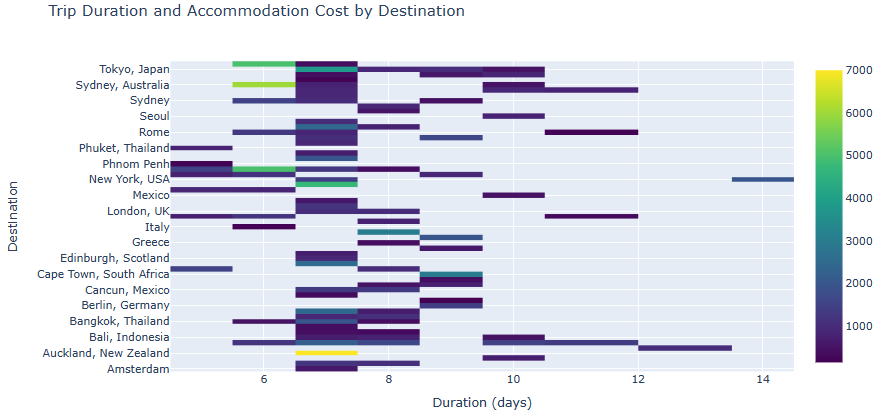 Trip Duration and Accommodation Cost by Destination
Tokyo, Japan
Sydney, Australia
Sydney
Seoul
Rome
Phuket, Thailand
Phnom Penh
New York, USA
Mexico
London, UK
Italy
Greece
Edinburgh, Scotland
Cape Town, South Africa
Cancun, Mexico
Berlin, Germany
Bangkok, Thailand
Bali, Indonesia
Auckland, New Zealand
Amsterdam
Destination
6 8 10 12 14
Duration (days)
7000
6000
5000
4000
3000
2000
1000